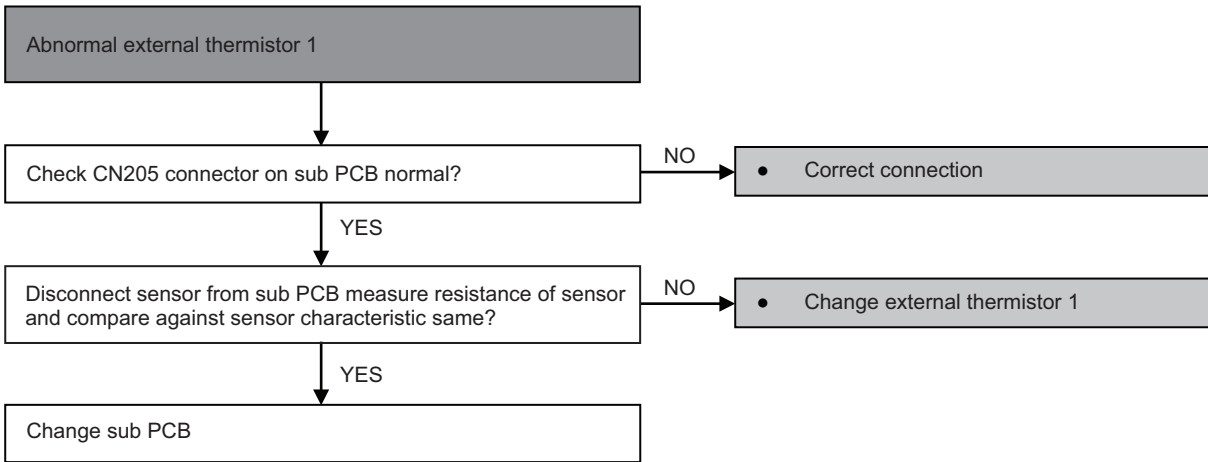 Abnormal external thermistor 1
Check CN205 connector on sub PCB normal?
NO
• Correct connection
YES
Disconnect sensor from sub PCB measure resistance of sensor
and compare against sensor characteristic same?
NO
• Change external thermistor 1
YES
Change sub PCB